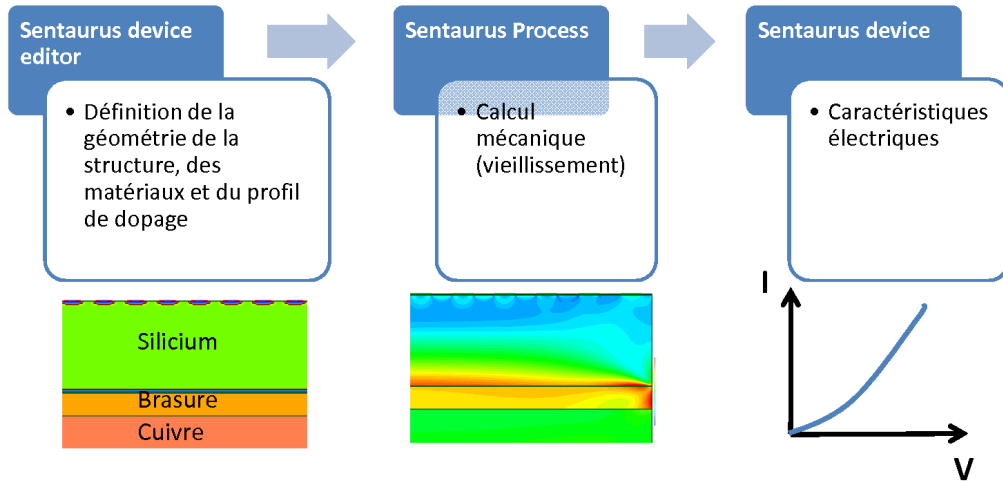 Sentaurus device
editor
• Définition de la
géométrie de la
structure, des
matériaux et du profil
de dopage
Sentaurus Process
• Calcul
mécanique
(vieillissement)
Sentaurus device
• Caractéristiques
électriques
Silicium
Brasure
Cuivre
I
V